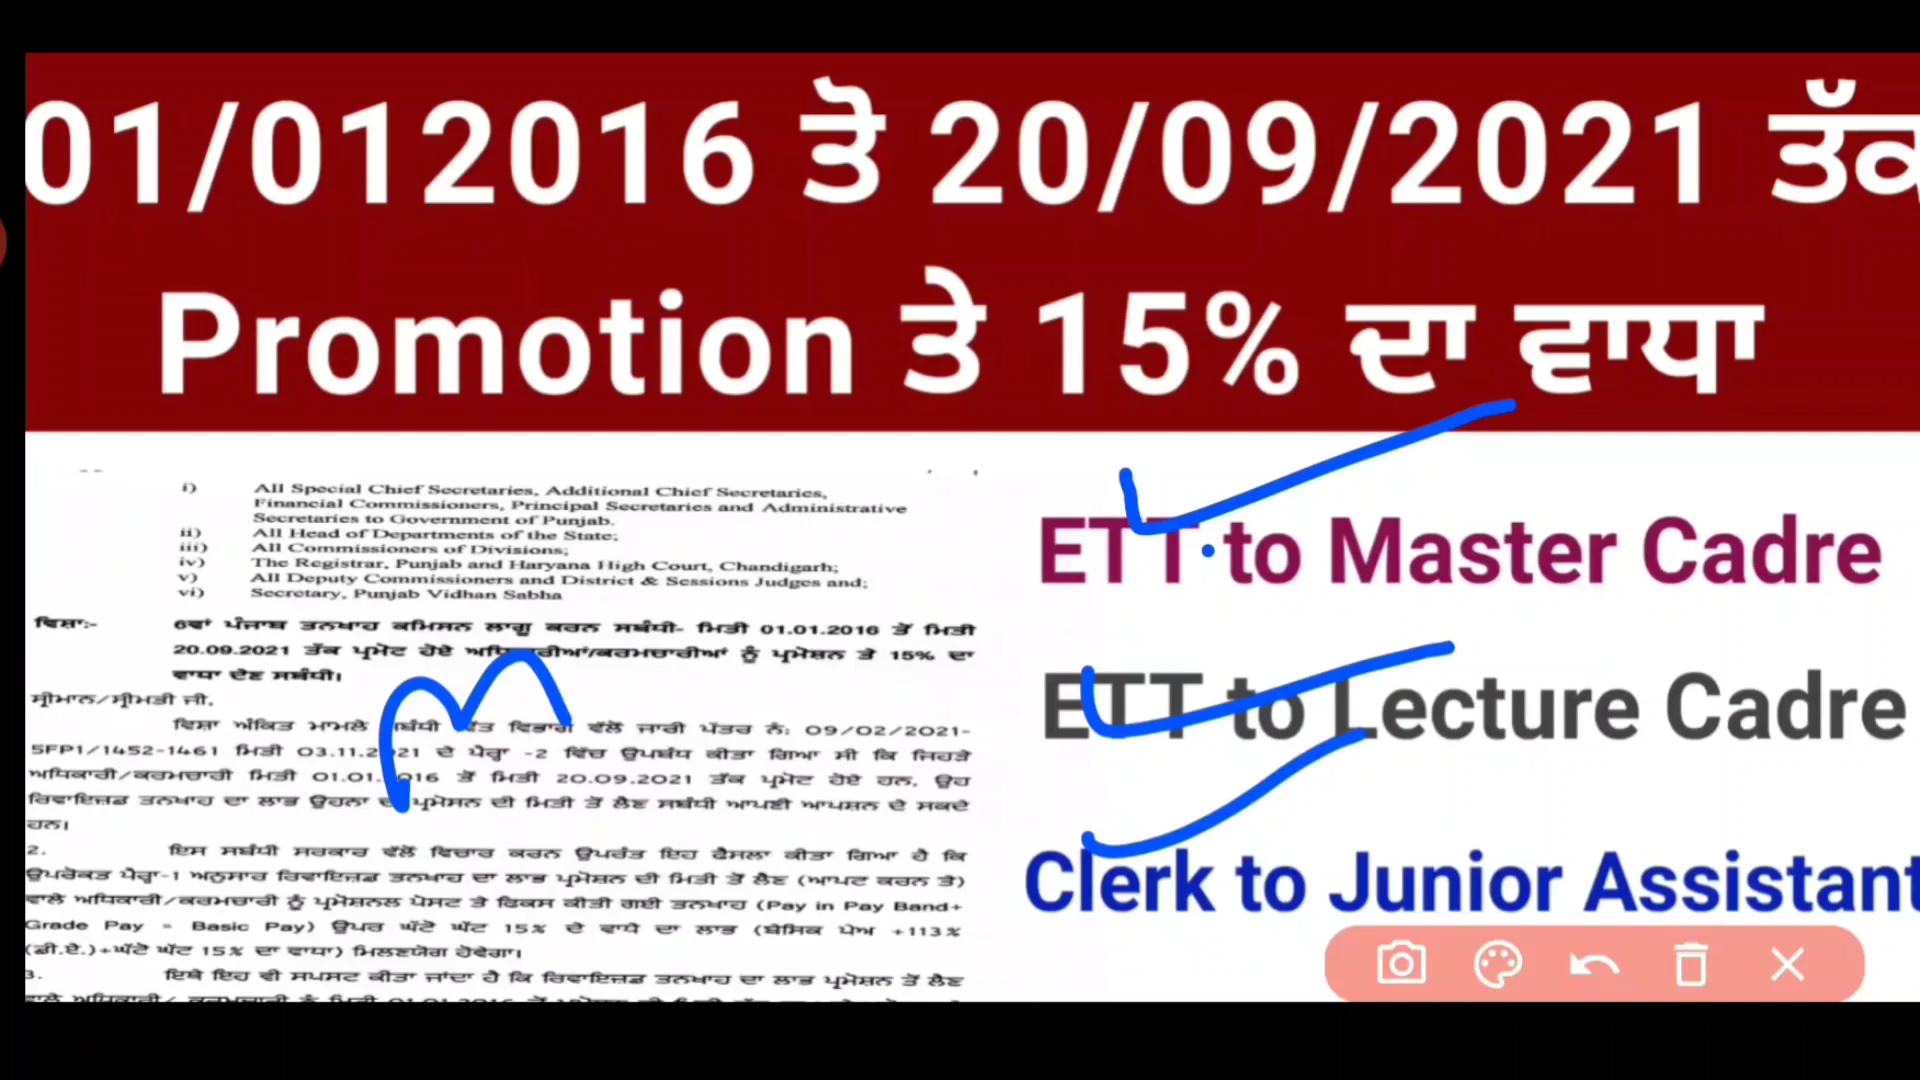 01/012016 ਤੋ 20/09/2021 ਤੱਕ
Promotion ਤੇ 15% ਦਾ ਵਾਧਾ
i) All Special Chief Secretaries, Additional Chief Secretaries,
Financial Commissioners, Principal Secretaries and Administrative
Secretaries to Government of Punjab.
ii) All Head of Departments of the State;
iii) All Commissioners of Divisions;
iv) The Registrar, Punjab and Haryana High Court, Chandigarh;
v) All Deputy Commissioners and District & Sessions Judges and;
vi) Secretary, Punjab Vidhan Sabha
ਵਿਸ਼ਾ:- 6ਵਾਂ ਪੰਜਾਬ ਤਨਖਾਹ ਕਮਿਸ਼ਨ ਲਾਗੂ ਕਰਨ ਸਬੰਧੀ- ਮਿਤੀ 01.01.2016 ਤੋਂ ਮਿਤੀ
20.09.2021 ਤੱਕ ਪ੍ਰਮੋਟ ਹੋਏ ਅਧਿਕਾਰੀਆਂ/ਕਰਮਚਾਰੀਆਂ ਨੂੰ ਪ੍ਰਮੋਸ਼ਨ ਤੇ 15% ਦਾ
ਵਾਧਾ ਦੇਣ ਸਬੰਧੀ।
ਸ੍ਰੀਮਾਨ/ਸ੍ਰੀਮਤੀ ਜੀ,
ਵਿਸ਼ਾ ਅੰਕਿਤ ਮਾਮਲੇ ਸਬੰਧੀ ਵਿੱਤ ਵਿਭਾਗ ਵੱਲੋਂ ਜਾਰੀ ਪੱਤਰ ਨੰ: 09/02/2021-
5FP1/1452-1461 ਮਿਤੀ 03.11.2021 ਦੇ ਪੈਰ੍ਹਾ -2 ਵਿੱਚ ਉਪਬੰਧ ਕੀਤਾ ਗਿਆ ਸੀ ਕਿ ਜਿਹੜੇ
ਅਧਿਕਾਰੀ/ਕਰਮਚਾਰੀ ਮਿਤੀ 01.01.2016 ਤੋਂ ਮਿਤੀ 20.09.2021 ਤੱਕ ਪ੍ਰਮੋਟ ਹੋਏ ਹਨ, ਉਹ
ਰਿਵਾਇਜ਼ਡ ਤਨਖਾਹ ਦਾ ਲਾਭ ਉਹਨਾ ਦੀ ਪ੍ਰਮੋਸ਼ਨ ਦੀ ਮਿਤੀ ਤੋਂ ਲੈਣ ਸਬੰਧੀ ਆਪਣੀ ਆਪਸ਼ਨ ਦੇ ਸਕਦੇ
ਹਨ।
2. ਇਸ ਸਬੰਧੀ ਸਰਕਾਰ ਵੱਲੋਂ ਵਿਚਾਰ ਕਰਨ ਉਪਰੰਤ ਇਹ ਫੈਸਲਾ ਕੀਤਾ ਗਿਆ ਹੈ ਕਿ
ਉਪਰੋਕਤ ਪੈਰ੍ਹਾ-1 ਅਨੁਸਾਰ ਰਿਵਾਇਜ਼ਡ ਤਨਖਾਹ ਦਾ ਲਾਭ ਪ੍ਰਮੋਸ਼ਨ ਦੀ ਮਿਤੀ ਤੋਂ ਲੈਣ (ਆਪਟ ਕਰਨ ਤੇ)
ਵਾਲੇ ਅਧਿਕਾਰੀ/ਕਰਮਚਾਰੀ ਨੂੰ ਪ੍ਰਮੋਸ਼ਨਲ ਪੋਸਟ ਤੇ ਫਿਕਸ ਕੀਤੀ ਗਈ ਤਨਖਾਹ (Pay in Pay Band+
Grade Pay = Basic Pay) ਉਪਰ ਘੱਟੋ ਘੱਟ 15% ਦੇ ਵਾਧੇ ਦਾ ਲਾਭ (ਬੇਸਿਕ ਪੇਅ +113%
(ਡੀ.ਏ.)+ਘੱਟੋ ਘੱਟ 15% ਦਾ ਵਾਧਾ) ਮਿਲਣਯੋਗ ਹੋਵੇਗਾ।
3. ਇਥੇ ਇਹ ਵੀ ਸਪਸ਼ਟ ਕੀਤਾ ਜਾਂਦਾ ਹੈ ਕਿ ਰਿਵਾਇਜ਼ਡ ਤਨਖਾਹ ਦਾ ਲਾਭ ਪ੍ਰਮੋਸ਼ਨ ਤੋਂ ਲੈਣ
ETT to Master Cadre
ETT to Lecture Cadre
Clerk to Junior Assistant